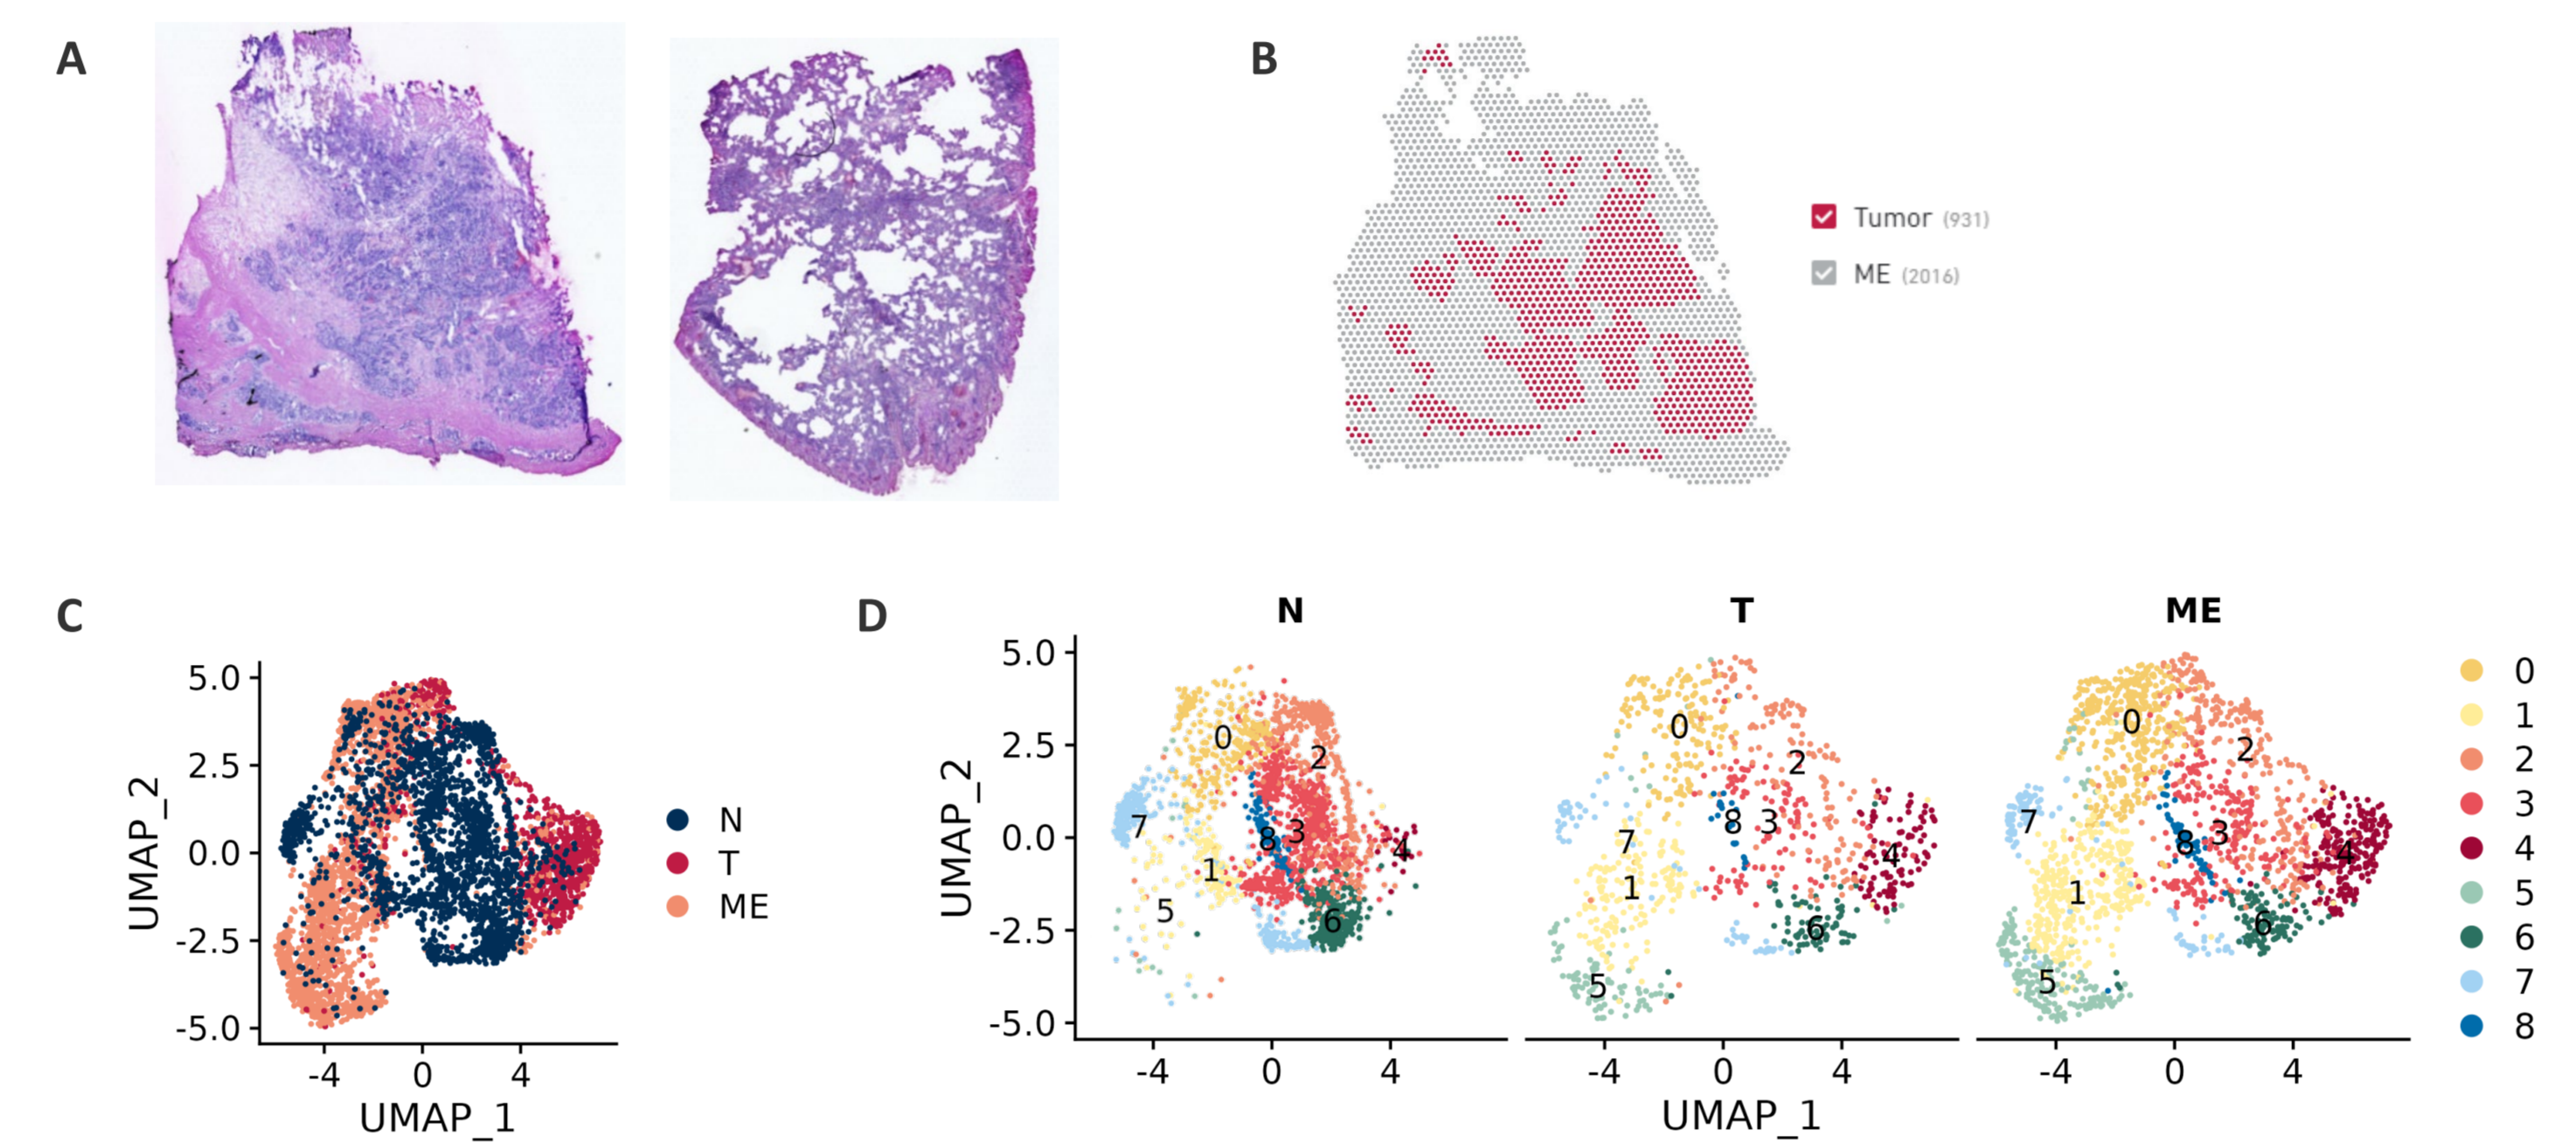 A
B
Tumor (931)
ME (2016)
C
5.0
2.5
0.0
-2.5
-5.0
UMAP_2
-4 0 4
UMAP_1
N
T
ME
D
N T ME
5.0
2.5
0.0
-2.5
-5.0
UMAP_2
0 2 7 8 3 4 1 5 6
0 2 8 3 7 4 1 6 5
0 2 7 8 3 4 1 6 5
-4 0 4 -4 0 4 -4 0 4
UMAP_1
0
1
2
3
4
5
6
7
8